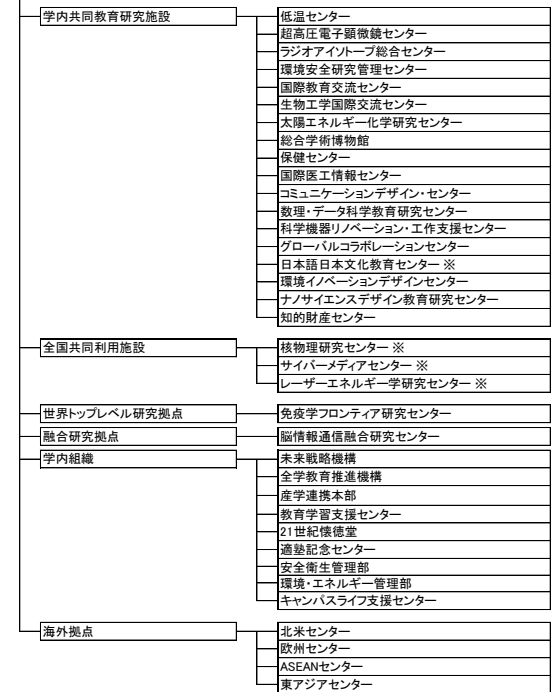 学内共同教育研究施設
低温センター
超高圧電子顕微鏡センター
ラジオアイソトープ総合センター
環境安全研究管理センター
国際教育交流センター
生物工学国際交流センター
太陽エネルギー化学研究センター
総合学術博物館
保健センター
国際医工情報センター
コミュニケーションデザイン・センター
数理・データ科学教育研究センター
科学機器リノベーション・工作支援センター
グローバルコラボレーションセンター
日本語日本文化教育センター ※
環境イノベーションデザインセンター
ナノサイエンスデザイン教育研究センター
知的財産センター
全国共同利用施設
核物理研究センター ※
サイバーメディアセンター ※
レーザーエネルギー学研究センター ※
世界トップレベル研究拠点
免疫学フロンティア研究センター
融合研究拠点
脳情報通信融合研究センター
学内組織
未来戦略機構
全学教育推進機構
産学連携本部
教育学習支援センター
21世紀懐徳堂
適塾記念センター
安全衛生管理部
環境・エネルギー管理部
キャンパスライフ支援センター
海外拠点
北米センター
欧州センター
ASEANセンター
東アジアセンター